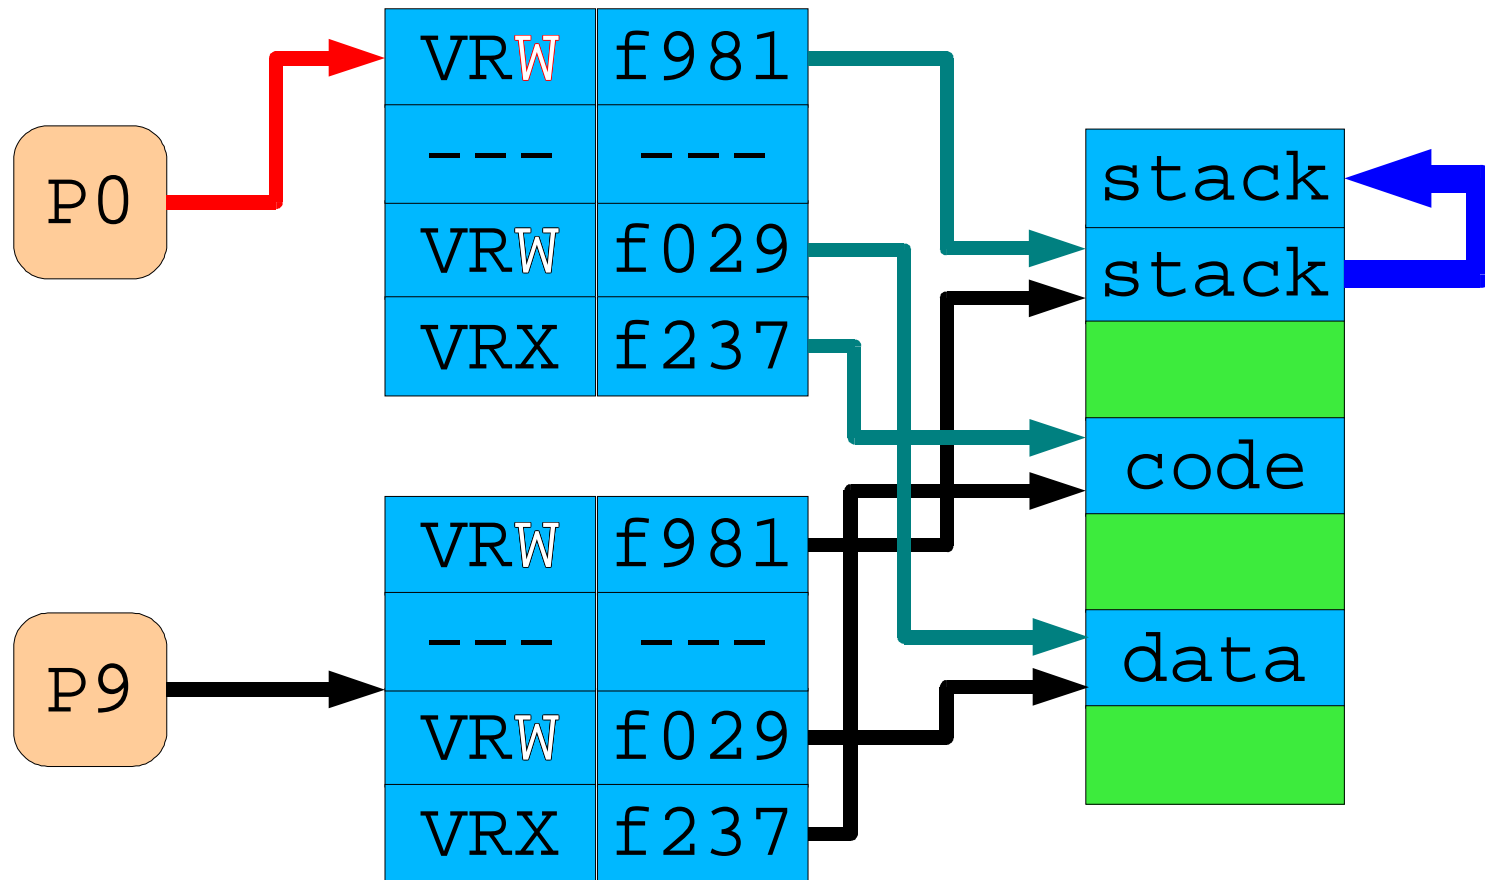 P0
VRW f981
--- ---
VRW f029
VRX f237
P9
VRW f981
--- ---
VRW f029
VRX f237
stack
stack
code
data